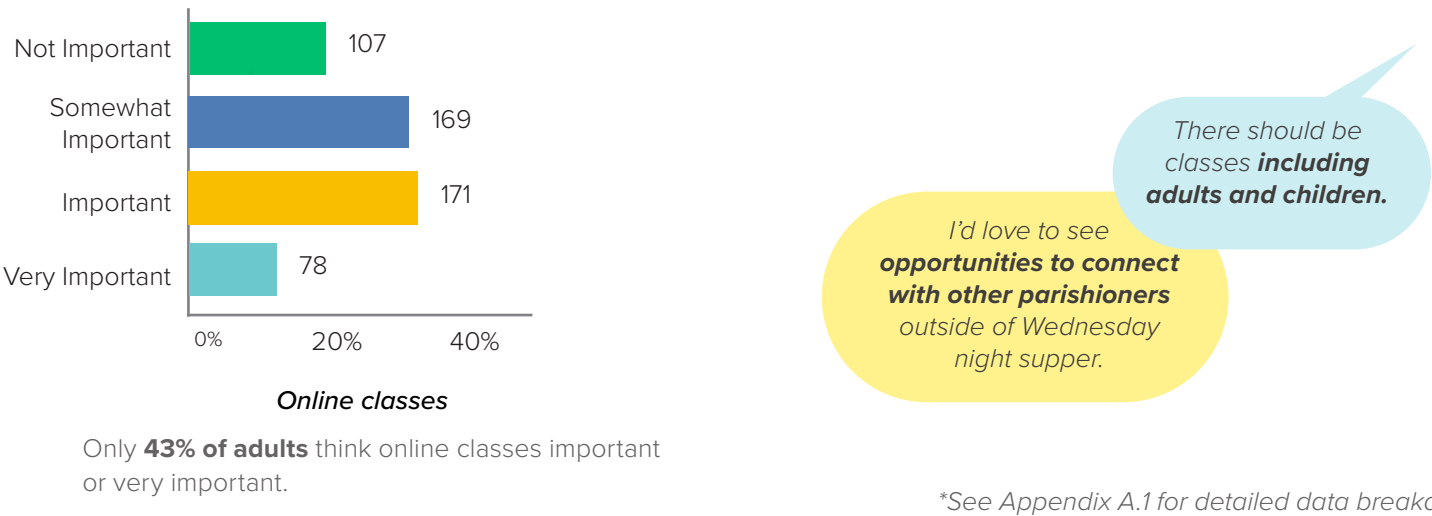 Not Important
107
Somewhat
Important
169
Important
171
Very Important
78
0%
20%
40%
Online classes
Only 43% of adults think online classes important
or very important.
There should be
classes including
adults and children.
I'd love to see
opportunities to connect
with other parishioners
outside of Wednesday
night supper.
*See Appendix A.1 for detailed data